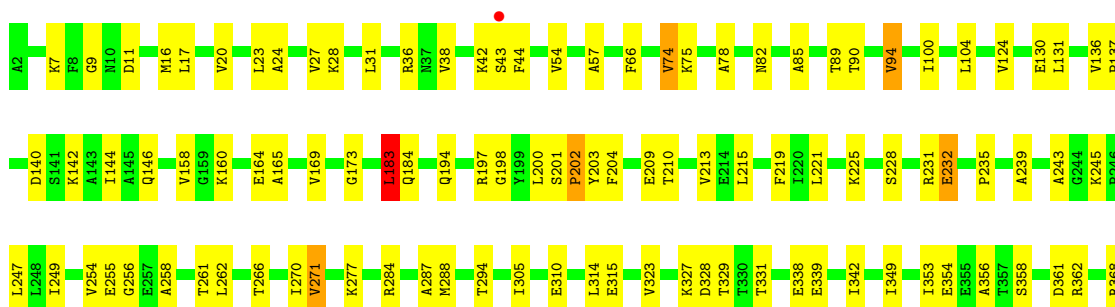 A2 K7 F8 G9 N10 D11 M16 L17 V20 L23 A24 V27 K28 L31 R36 N37 V38 K42 S43 F44 V54 A57 F66 V74 K75 A78 N82 A85 T89 T90 V94 I100 L104 V124 E130 L131 V136
D140 S141 K142 A143 I144 A145 Q146 V158 G159 K160 E164 A165 V169 G173 L183 Q184 Q194 R197 G198 Y199 L200 S201 P202 Y203 F204 E209 T210 V213 E214 L215 F219 I220 L221 K225 S228 R231 E232 P235 A239 A243 G244 K245
L247 L248 I249 V254 E255 G256 E257 A258 T261 L262 T266 I270 V271 K277 R284 A287 M288 T294 I305 E310 L314 E315 V323 K327 D328 T329 T330 T331 E338 E339 I342 I349 I353 E354 E355 A356 T357 S358 D361 R362